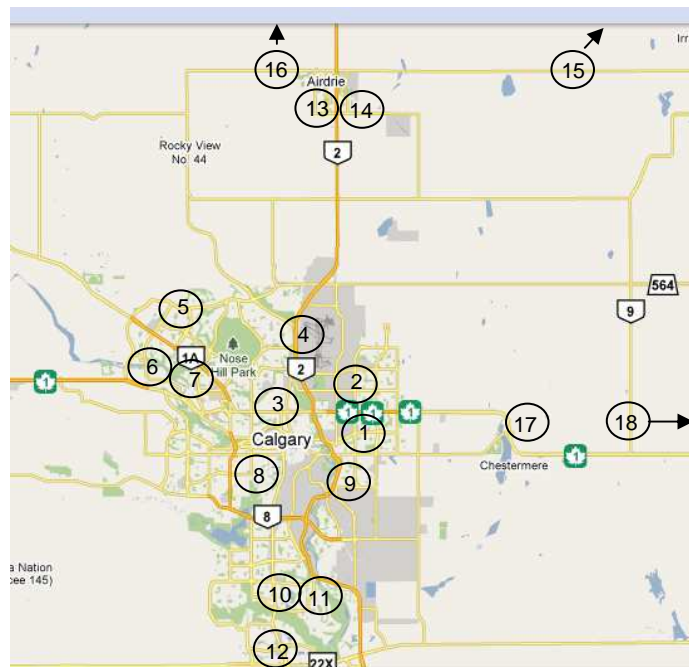 Irr
16
15
Airdrie
13
14
Rocky View
No. 44
2
564
9
5
4
1A
Nose
Hill Park
6
7
2
2
1
3
1
1
1
17
18
Calgary
1
1
Chestermere
8
9
8
a Nation
cee 145)
10
11
12
22X